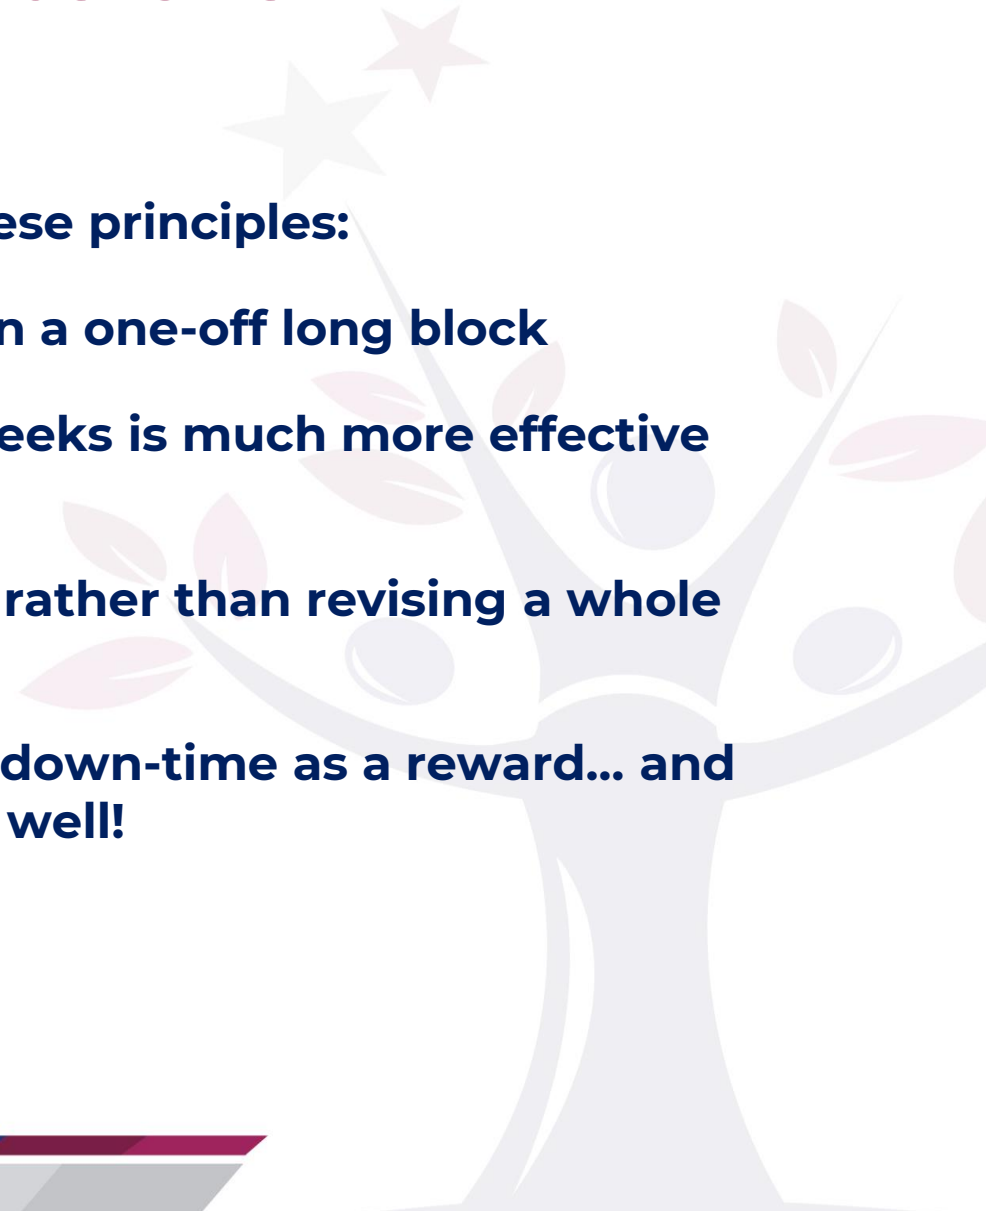 ese principles:
n a one-off long block
eeks is much more effective
rather than revising a whole
down-time as a reward... and
well!